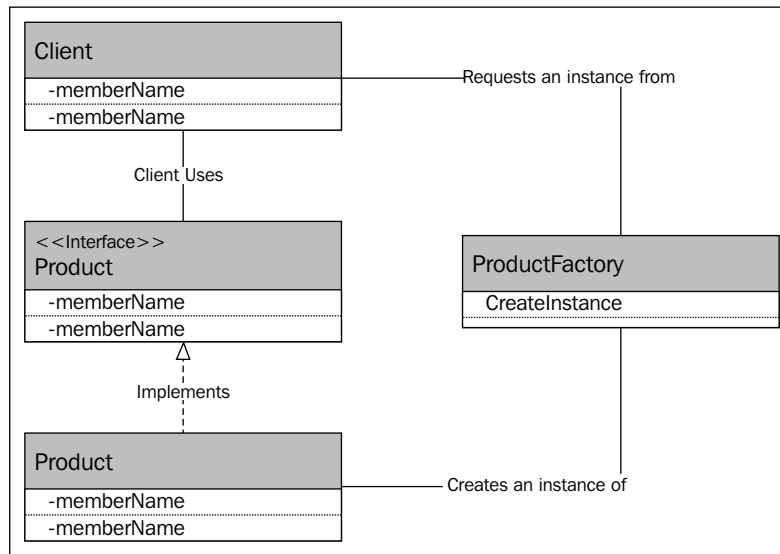 Client
-memberName
-memberName
Requests an instance from
Client Uses
<<Interface>>
Product
-memberName
-memberName
ProductFactory
CreateInstance
Implements
Product
-memberName
-memberName
Creates an instance of